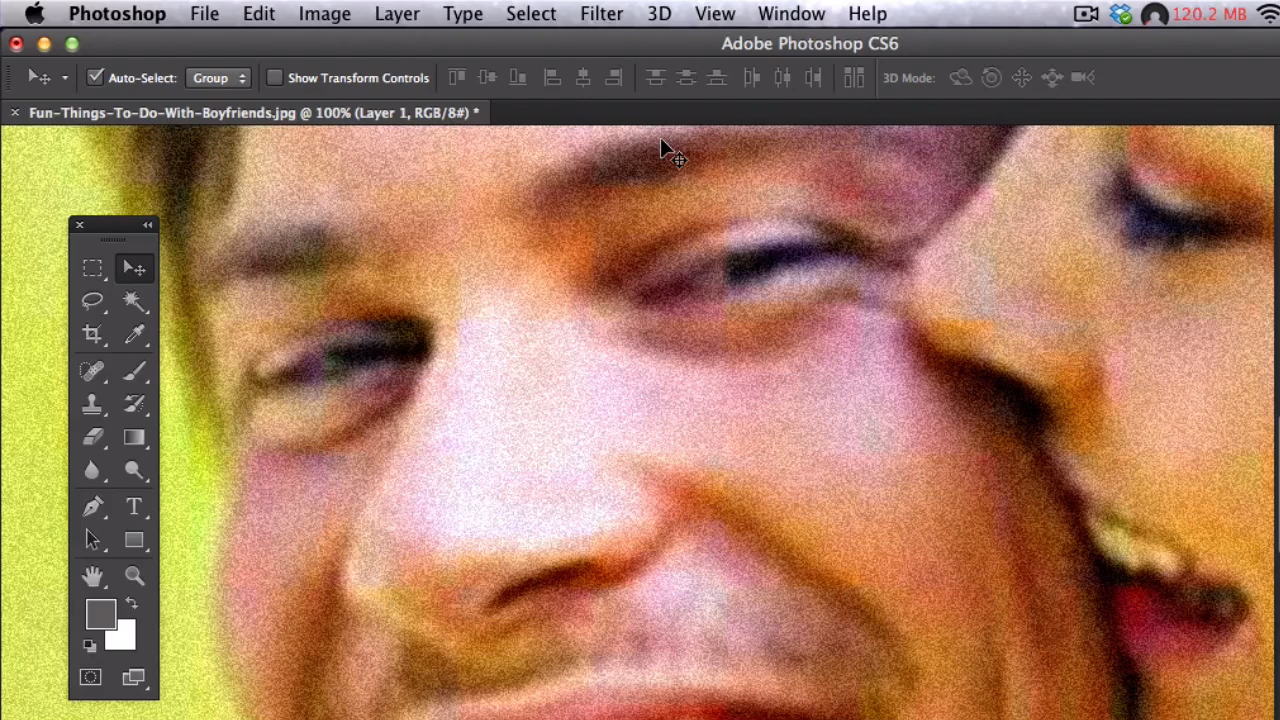 Photoshop File Edit Image Layer Type Select Filter 3D View Window Help 120.2 MB
Adobe Photoshop CS6
Auto-Select: Group Show Transform Controls 3D Mode:
Fun-Things-To-Do-With-Boyfriends.jpg @ 100% (Layer 1, RGB/8#) *
T